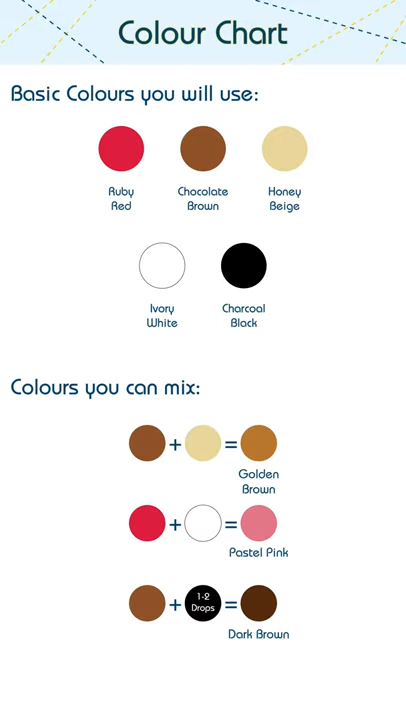 Colour Chart
Basic Colours you will use:
Ruby
Red
Chocolate
Brown
Honey
Beige
Ivory
White
Charcoal
Black
Colours you can mix:
+ =
Golden
Brown
+ =
Pastel Pink
+ 1-2
Drops =
Dark Brown